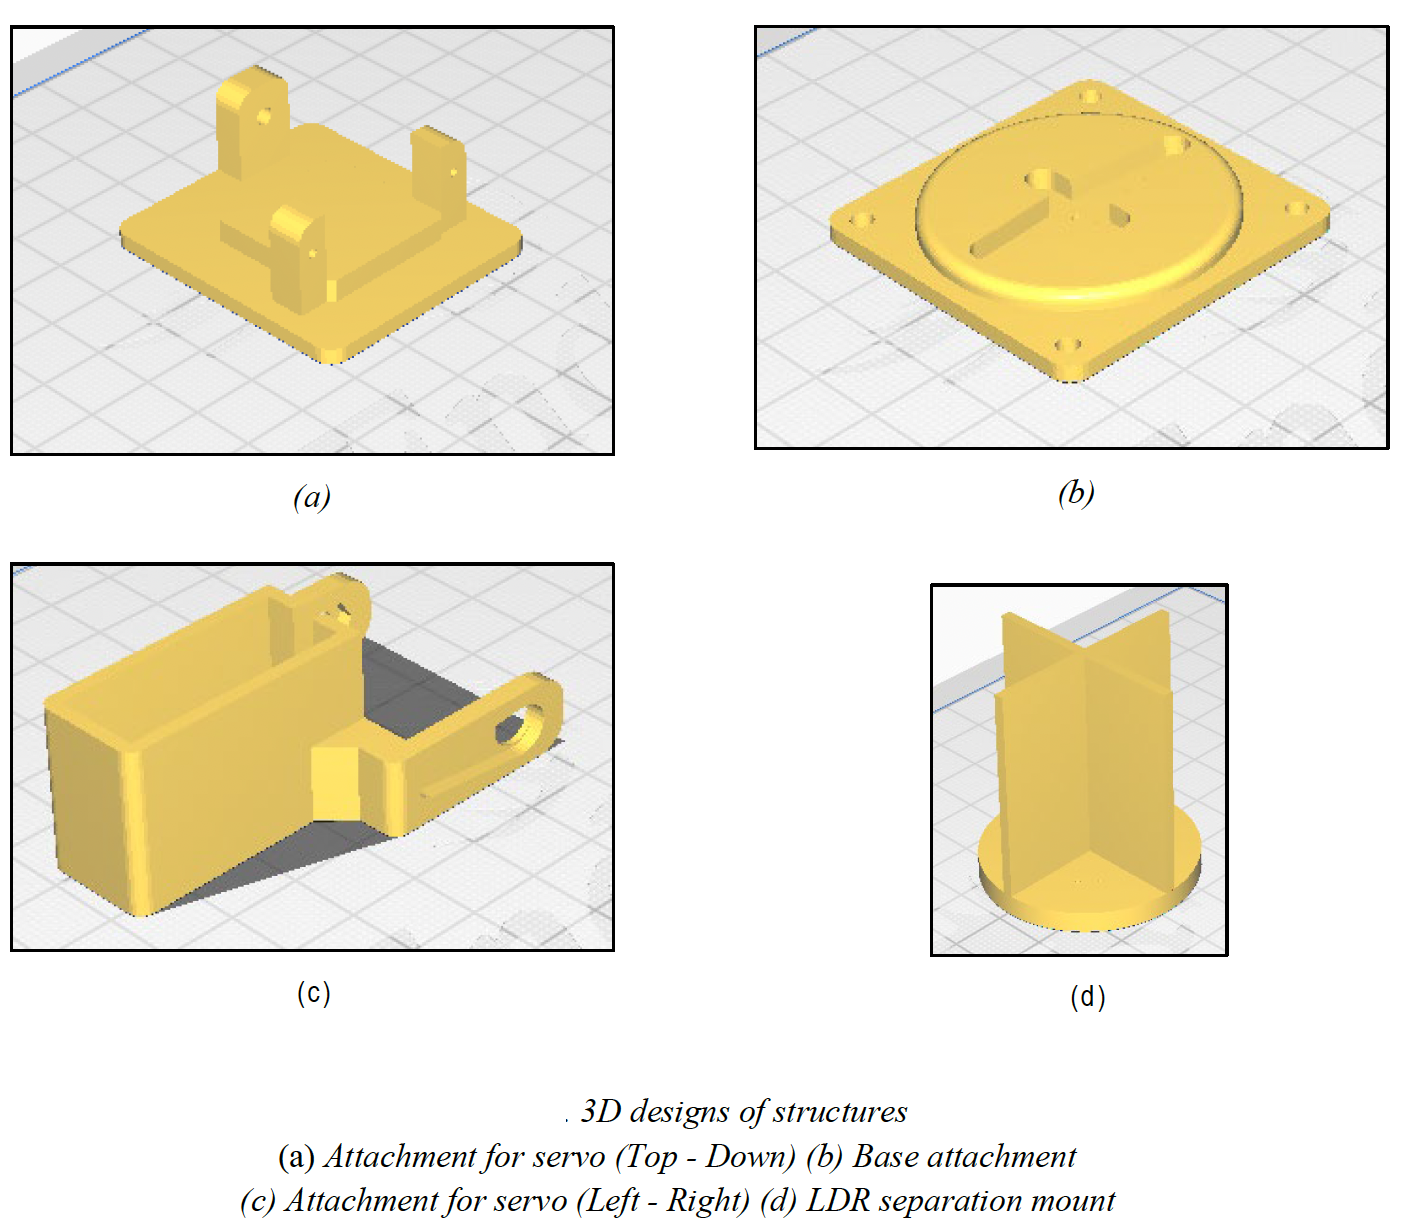 (a)
(b)
(c)
(d)
. 3D designs of structures
(a) Attachment for servo (Top - Down) (b) Base attachment
(c) Attachment for servo (Left - Right) (d) LDR separation mount